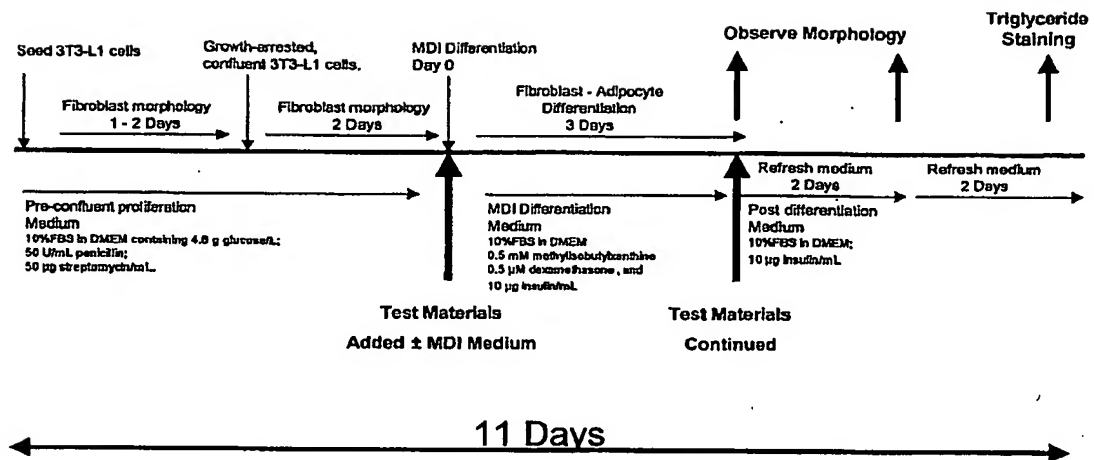 Seed 3T3-L1 cells
Growth-arrested,
confluent 3T3-L1 cells.
MDI Differentiation
Day 0
Observe Morphology
Triglyceride
Staining
Fibroblast morphology
1 - 2 Days
Fibroblast morphology
2 Days
Fibroblast - Adipocyte
Differentiation
3 Days
Refresh medium
2 Days
Refresh medium
2 Days
Pre-confluent proliferation
Medium
10%FBS in DMEM containing 4.6 g glucose/L;
50 U/mL penicillin;
50 µg streptomycin/mL.
MDI Differentiation
Medium
10%FBS in DMEM
0.5 mM methylisobutylxanthine
0.5 µM dexamethasone, and
10 µg insulin/mL
Post differentiation
Medium
10%FBS in DMEM;
10 µg insulin/mL
Test Materials
Added ± MDI Medium
Test Materials
Continued
11 Days